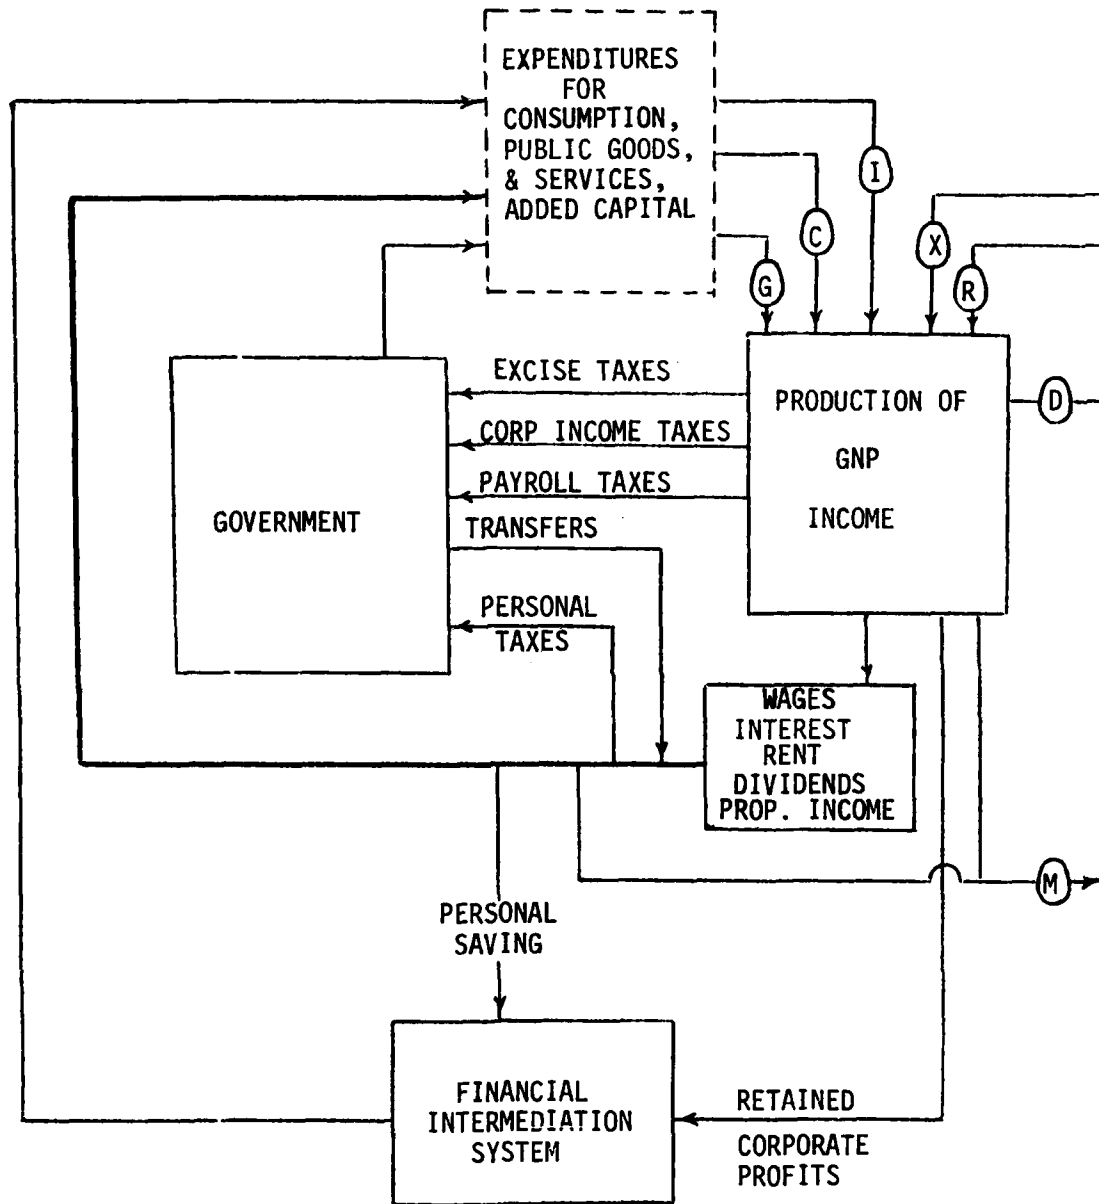 EXPENDITURES
FOR
CONSUMPTION,
PUBLIC GOODS,
& SERVICES,
ADDED CAPITAL
I
C
G
X
R
EXCISE TAXES
CORP INCOME TAXES
PAYROLL TAXES
TRANSFERS
PERSONAL
TAXES
GOVERNMENT
PRODUCTION OF
GNP
INCOME
D
WAGES
INTEREST
RENT
DIVIDENDS
PROP. INCOME
M
PERSONAL
SAVING
FINANCIAL
INTERMEDIATION
SYSTEM
RETAINED
CORPORATE
PROFITS